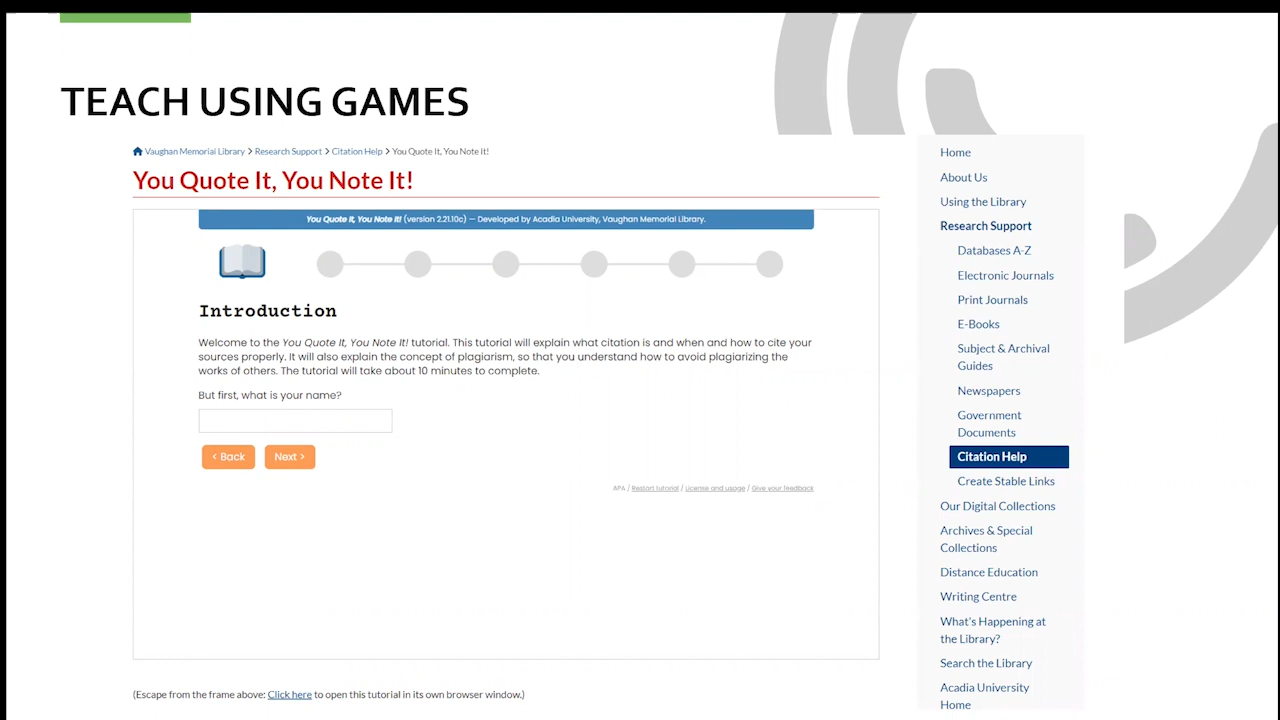 TEACH USING GAMES
Vaughan Memorial Library > Research Support > Citation Help > You Quote It, You Note It!
You Quote It, You Note It!
You Quote It, You Note It! (version 2.21.10c) — Developed by Acadia University, Vaughan Memorial Library.
Introduction
Welcome to the You Quote It, You Note It! tutorial. This tutorial will explain what citation is and when and how to cite your
sources properly. It will also explain the concept of plagiarism, so that you understand how to avoid plagiarizing the
works of others. The tutorial will take about 10 minutes to complete.
But first, what is your name?
< Back
Next >
APA / Restart tutorial / License and usage / Give your feedback
(Escape from the frame above: Click here to open this tutorial in its own browser window.)
Home
About Us
Using the Library
Research Support
Databases A-Z
Electronic Journals
Print Journals
E-Books
Subject & Archival
Guides
Newspapers
Government
Documents
Citation Help
Create Stable Links
Our Digital Collections
Archives & Special
Collections
Distance Education
Writing Centre
What's Happening at
the Library?
Search the Library
Acadia University
Home